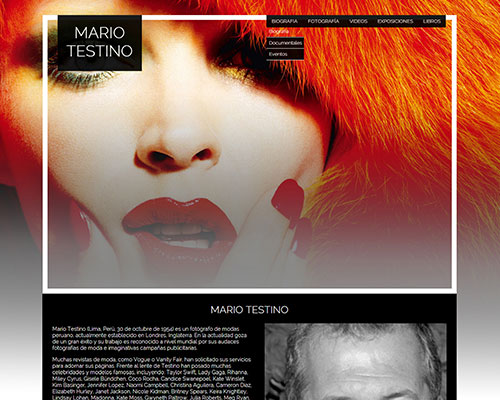 MARIO
TESTINO
BIOGRAFIA FOTOGRAFÍA VIDEOS EXPOSICIONES LIBROS
Biografia
Documentales
Eventos
MARIO TESTINO
Mario Testino (Lima, Perú, 30 de octubre de 1954) es un fotógrafo de modas
peruano, actualmente establecido en Londres, Inglaterra. En la actualidad goza
de un gran éxito y su trabajo es reconocido a nivel mundial por sus audaces
fotografías de moda e imaginativas campañas publicitarias.
Muchas revistas de moda, como Vogue o Vanity Fair, han solicitado sus servicios
para adornar sus páginas. Frente al lente de Testino han posado muchas
celebridades y modelos famosas, incluyendo: Taylor Swift, Lady Gaga, Rihanna,
Miley Cyrus, Gisele Bündchen, Coco Rocha, Candice Swanepoel, Kate Winslet,
Kim Basinger, Jennifer Lopez, Naomi Campbell, Christina Aguilera, Cameron Diaz,
Elizabeth Hurley, Janet Jackson, Nicole Kidman, Britney Spears, Keira Knightley,
Lindsay Lohan, Madonna, Kate Moss, Gwyneth Paltrow, Julia Roberts, Meg Ryan